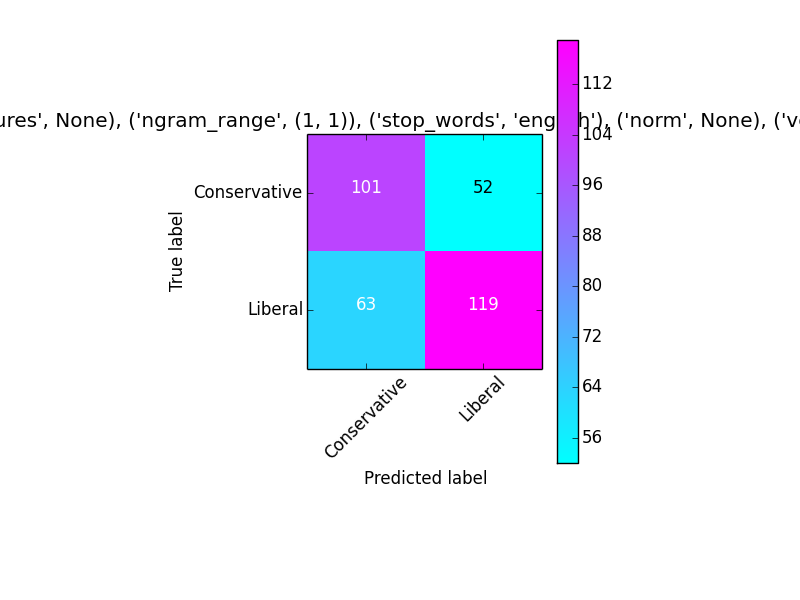 ures', None), ('ngram_range', (1, 1)), ('stop_words', 'english'), ('norm', None), ('v
112
104
96
88
80
72
64
56
True label
Conservative
101
52
Liberal
63
119
Conservative
Liberal
Predicted label